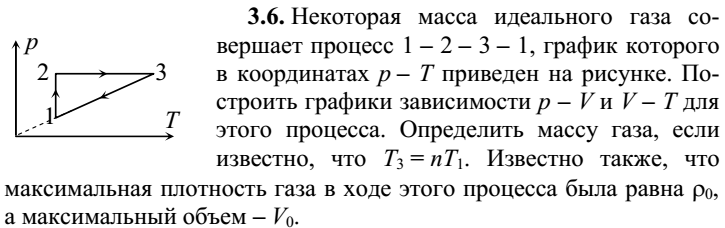 3.6. Некоторая масса идеального газа со-
вершает процесс 1 – 2 – 3 – 1, график которого
в координатах p – T приведен на рисунке. По-
строить графики зависимости p – V и V – T для
этого процесса. Определить массу газа, если
известно, что T₃ = nT₁. Известно также, что
максимальная плотность газа в ходе этого процесса была равна ρ₀,
а максимальный объем – V₀.
p
2
3
1
T